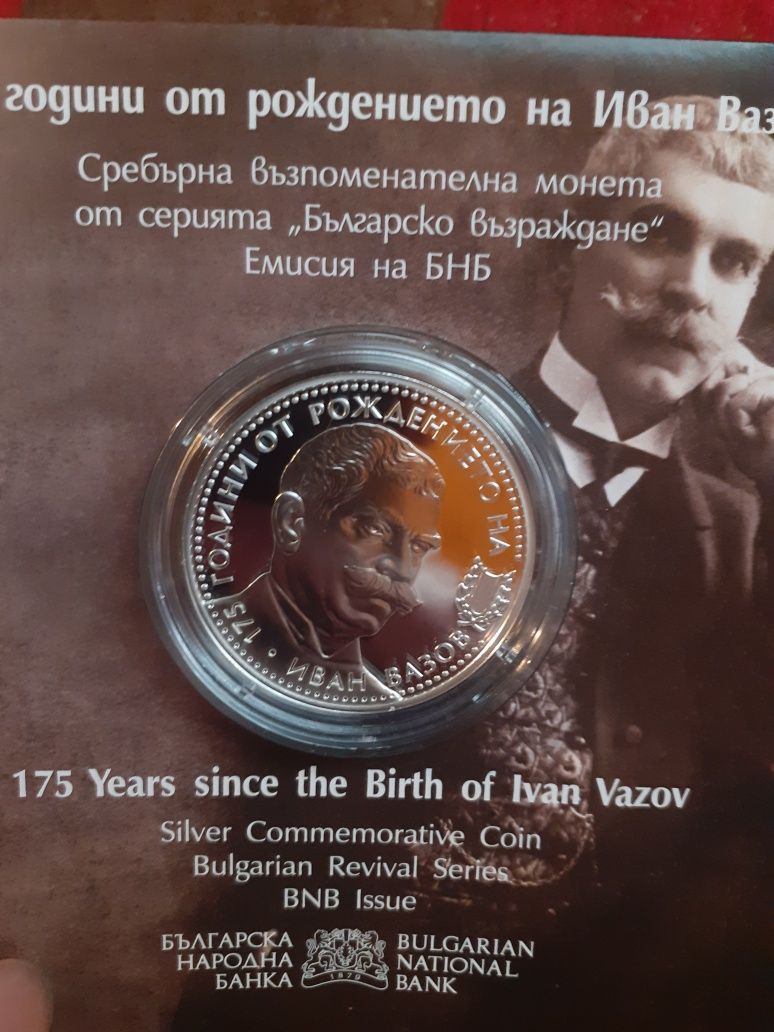 години от рождението на Иван
Сребърна възпоменателна монета
от серията „Българско възраждане“
Емисия на БНБ
175 ГОДИНИ ОТ РОЖДЕНИЕТО НА
• ИВАН ВАЗОВ
175 Years since the Birth of Ivan Vazov
Silver Commemorative Coin
Bulgarian Revival Series
BNB Issue
БЪЛГАРСКА
НАРОДНА
БАНКА
1879
BULGARIAN
NATIONAL
BANK